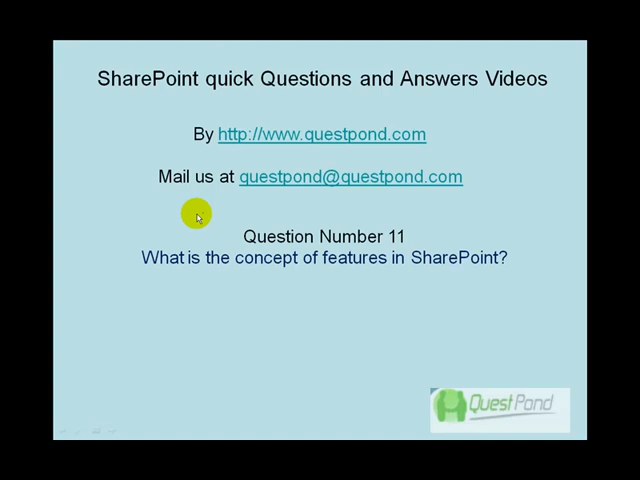 SharePoint quick Questions and Answers Videos
By http://www.questpond.com
Mail us at questpond@questpond.com
Question Number 11
What is the concept of features in SharePoint?
QuestPond